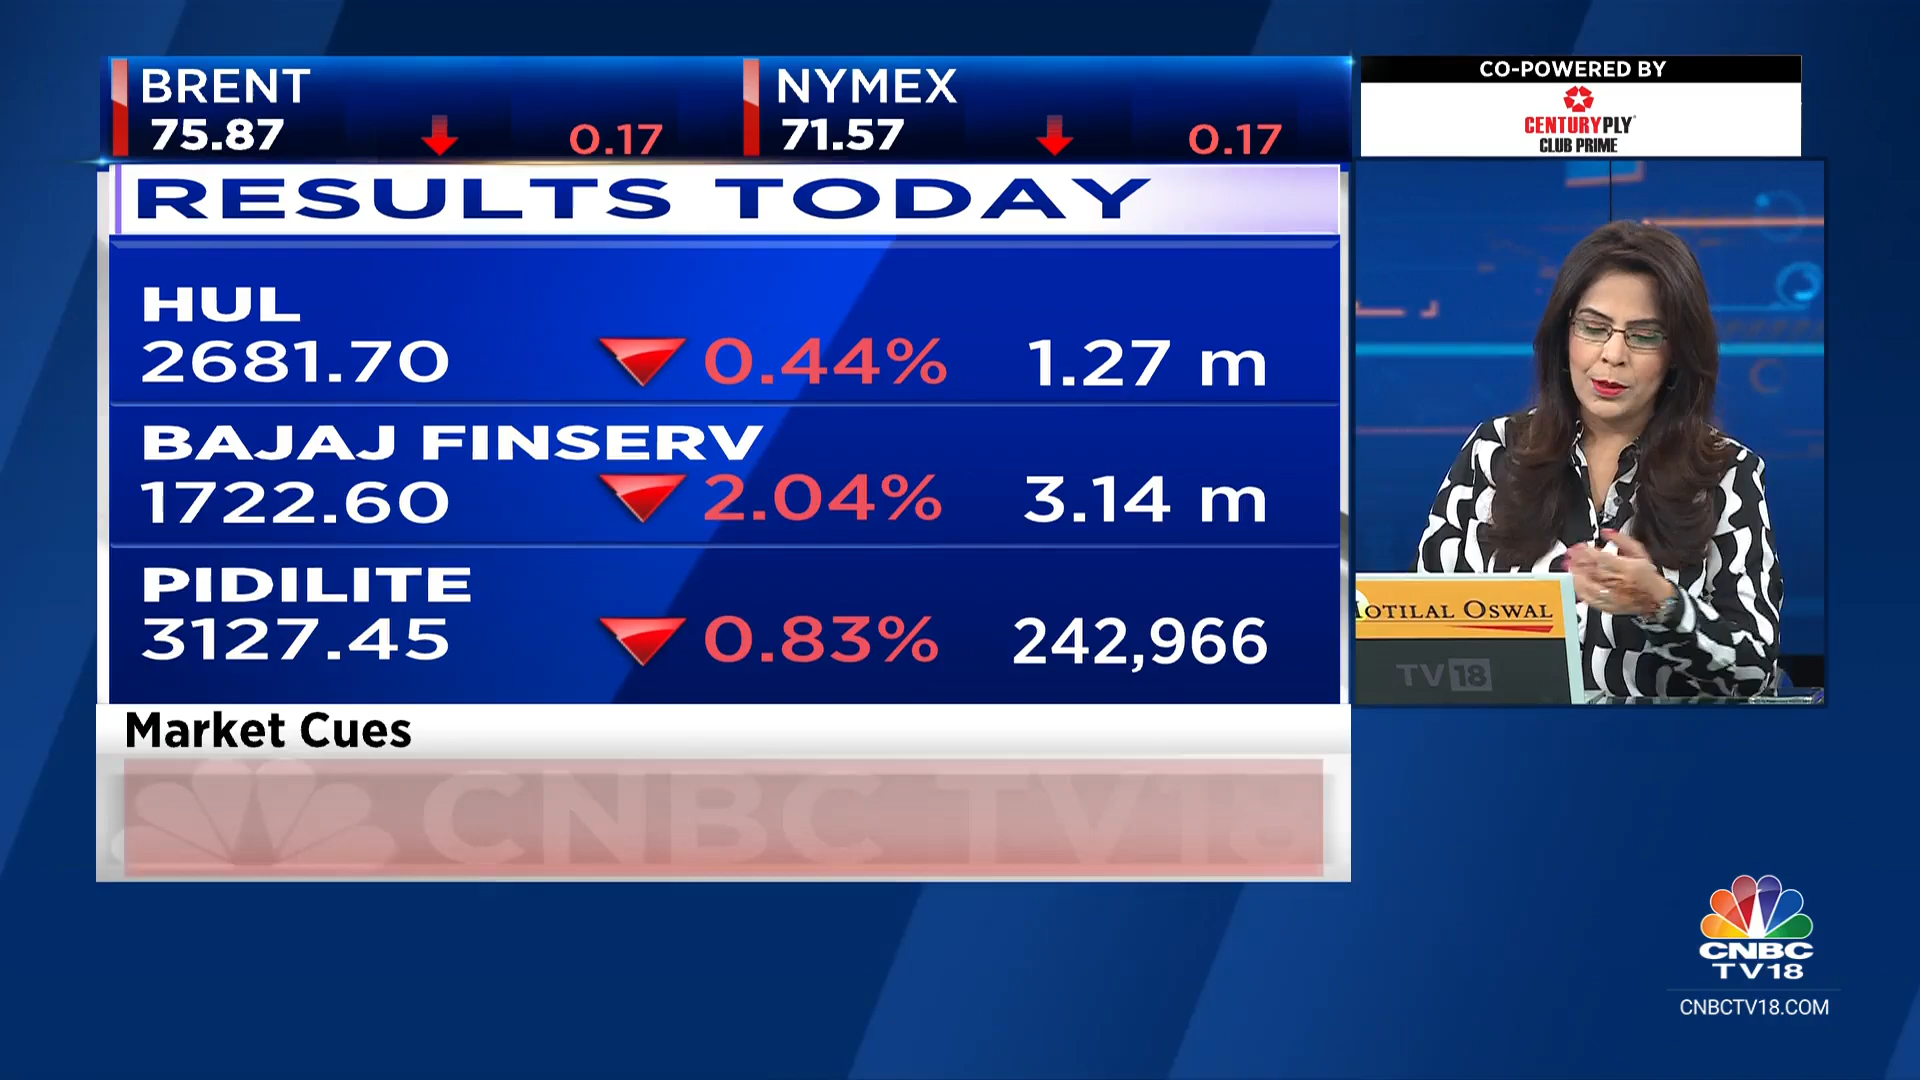 BRENT
75.87 0.17
NYMEX
71.57 0.17
CO-POWERED BY
CENTURYPLY
CLUB PRIME
RESULTS TODAY
HUL
2681.70 0.44% 1.27 m
BAJAJ FINSERV
1722.60 2.04% 3.14 m
PIDILITE
3127.45 0.83% 242,966
Market Cues
CNBC TV18
OTILAL OSWAL
TV18
CNBC
TV18
CNBCTV18.COM